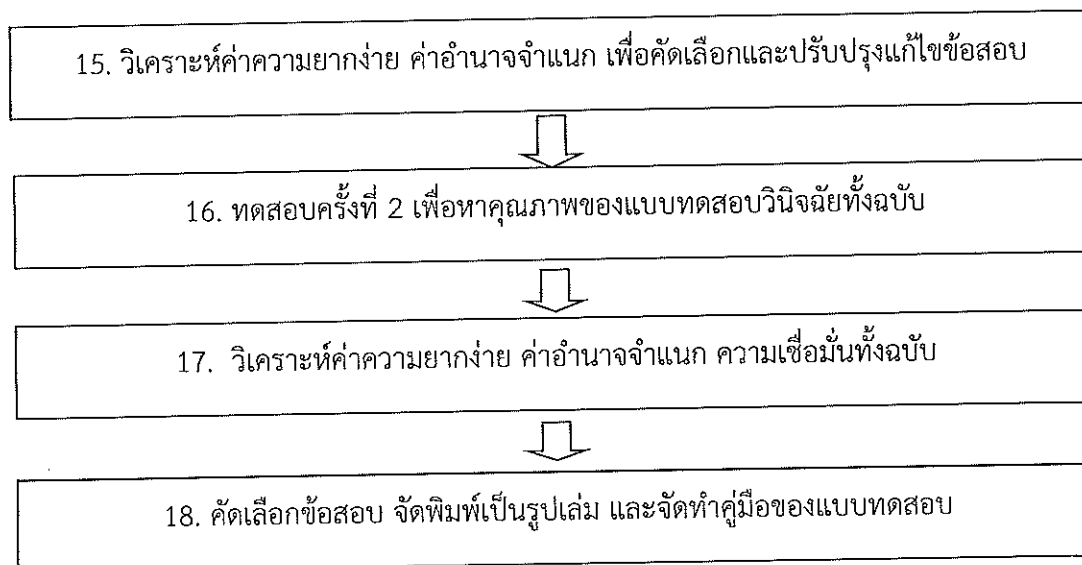 15. วิเคราะห์ค่าความยากง่าย ค่าอำนาจจำแนก เพื่อคัดเลือกและปรับปรุงแก้ไขข้อสอบ
16. ทดสอบครั้งที่ 2 เพื่อหาคุณภาพของแบบทดสอบวินิจฉัยทั้งฉบับ
17. วิเคราะห์ค่าความยากง่าย ค่าอำนาจจำแนก ความเชื่อมั่นทั้งฉบับ
18. คัดเลือกข้อสอบ จัดพิมพ์เป็นรูปเล่ม และจัดทำคู่มือของแบบทดสอบ